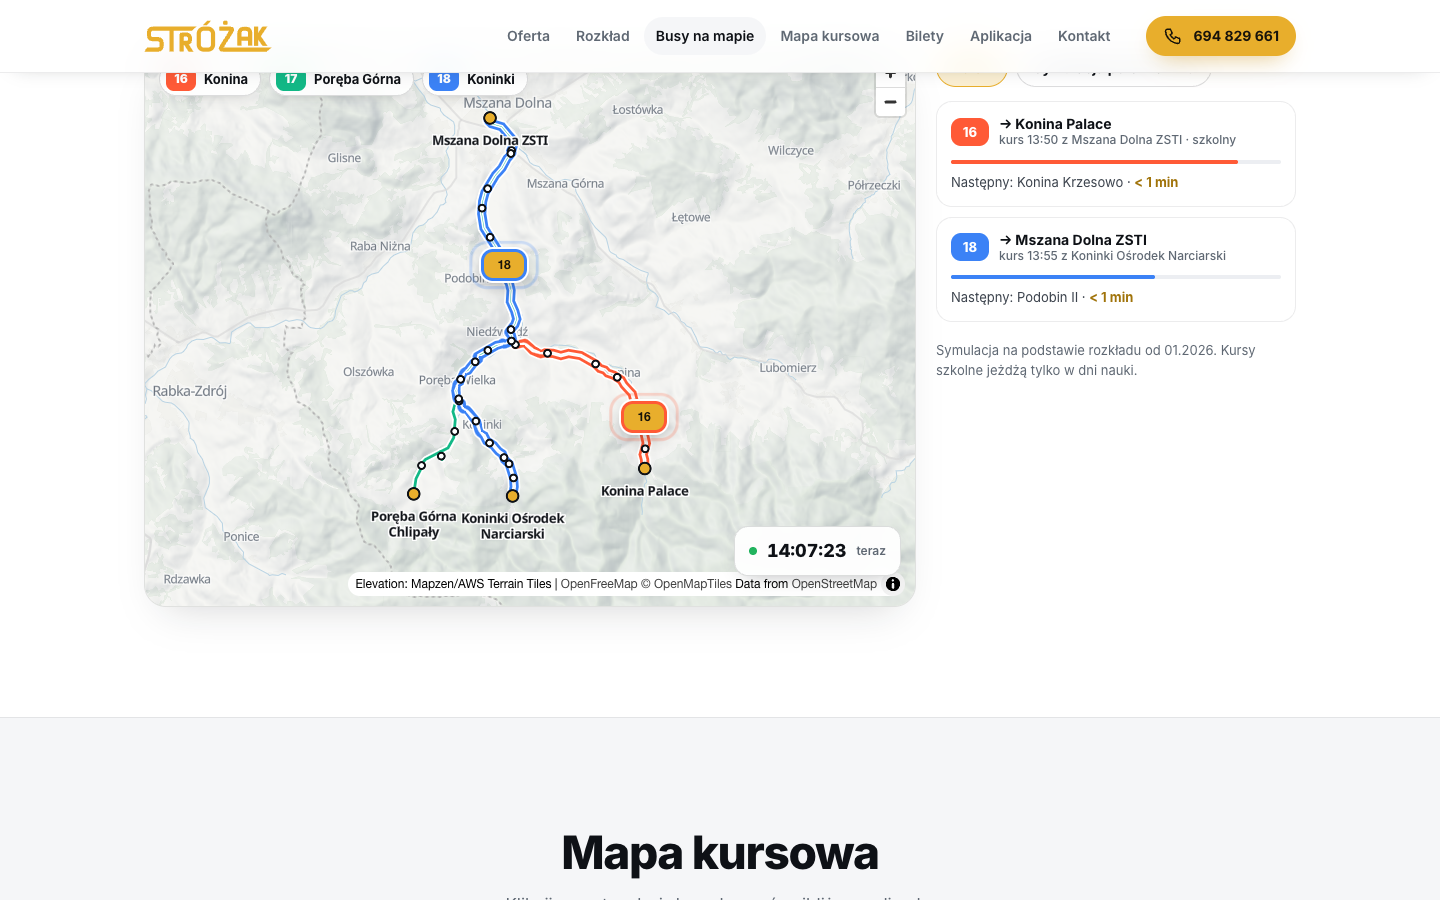 STRÓŻAK
Oferta
Rozkład
Busy na mapie
Mapa kursowa
Bilety
Aplikacja
Kontakt
694 829 661
16 Konina
17 Poręba Górna
18 Koninki
Mszana Dolna
Łostówka
Mszana Dolna ZSTI
Glisne
Wilczyce
Mszana Górna
Półrzeczki
Łętowe
Raba Niżna
18
Olszówka
Lubomierz
Rabka-Zdrój
16
Konina Palace
Poręba Górna
Chlipały
Koninki Ośrodek
Narciarski
Ponice
Rdzawka
14:07:23 teraz
Elevation: Mapzen/AWS Terrain Tiles | OpenFreeMap © OpenMapTiles Data from OpenStreetMap
16
→ Konina Palace
kurs 13:50 z Mszana Dolna ZSTI · szkolny
Następny: Konina Krzesowo · < 1 min
18
→ Mszana Dolna ZSTI
kurs 13:55 z Koninki Ośrodek Narciarski
Następny: Podobin II · < 1 min
Symulacja na podstawie rozkładu od 01.2026. Kursy
szkolne jeżdżą tylko w dni nauki.
Mapa kursowa